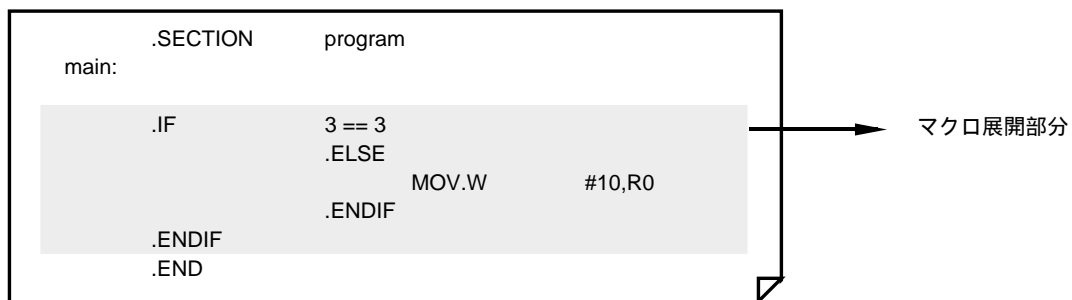 .SECTION program
main:
.IF 3 == 3
マクロ展開部分
.ELSE
MOV.W #10,R0
.ENDIF
.ENDIF
.END